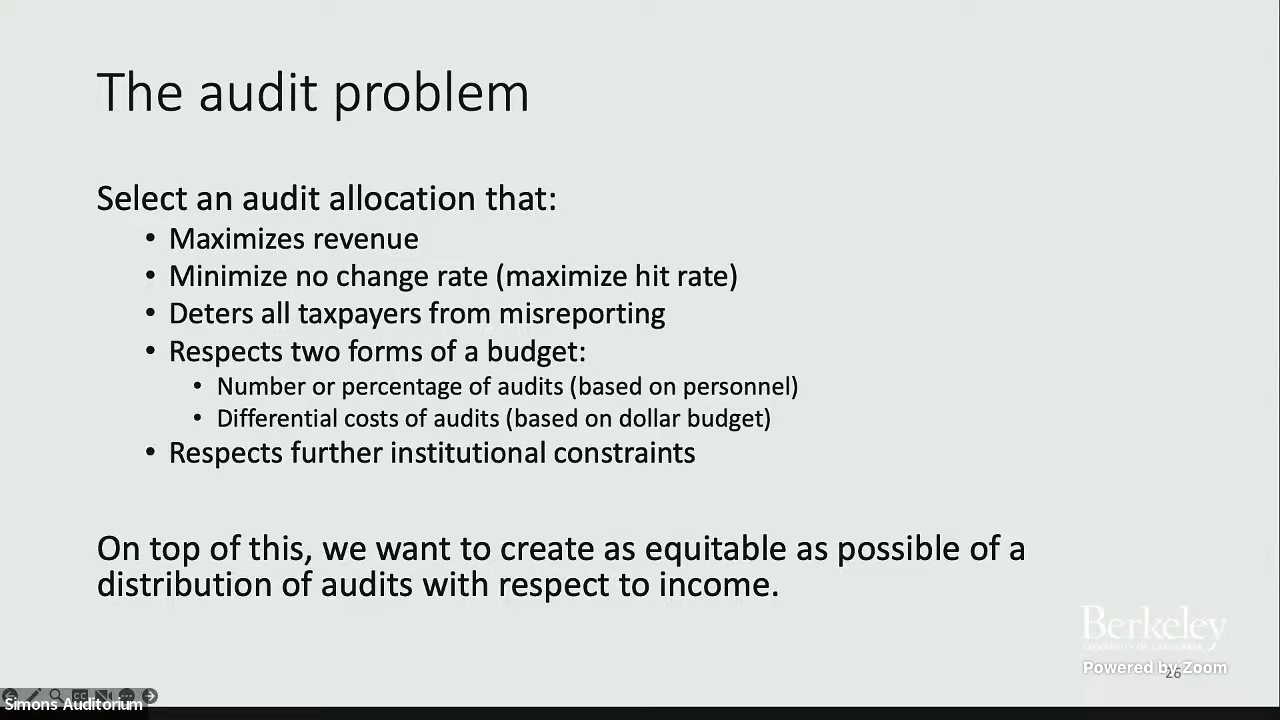 The audit problem
Select an audit allocation that:
• Maximizes revenue
• Minimize no change rate (maximize hit rate)
• Deters all taxpayers from misreporting
• Respects two forms of a budget:
• Number or percentage of audits (based on personnel)
• Differential costs of audits (based on dollar budget)
• Respects further institutional constraints
On top of this, we want to create as equitable as possible of a
distribution of audits with respect to income.
Berkeley
UNIVERSITY OF CALIFORNIA
Powered by Zoom
26
Simons Auditorium